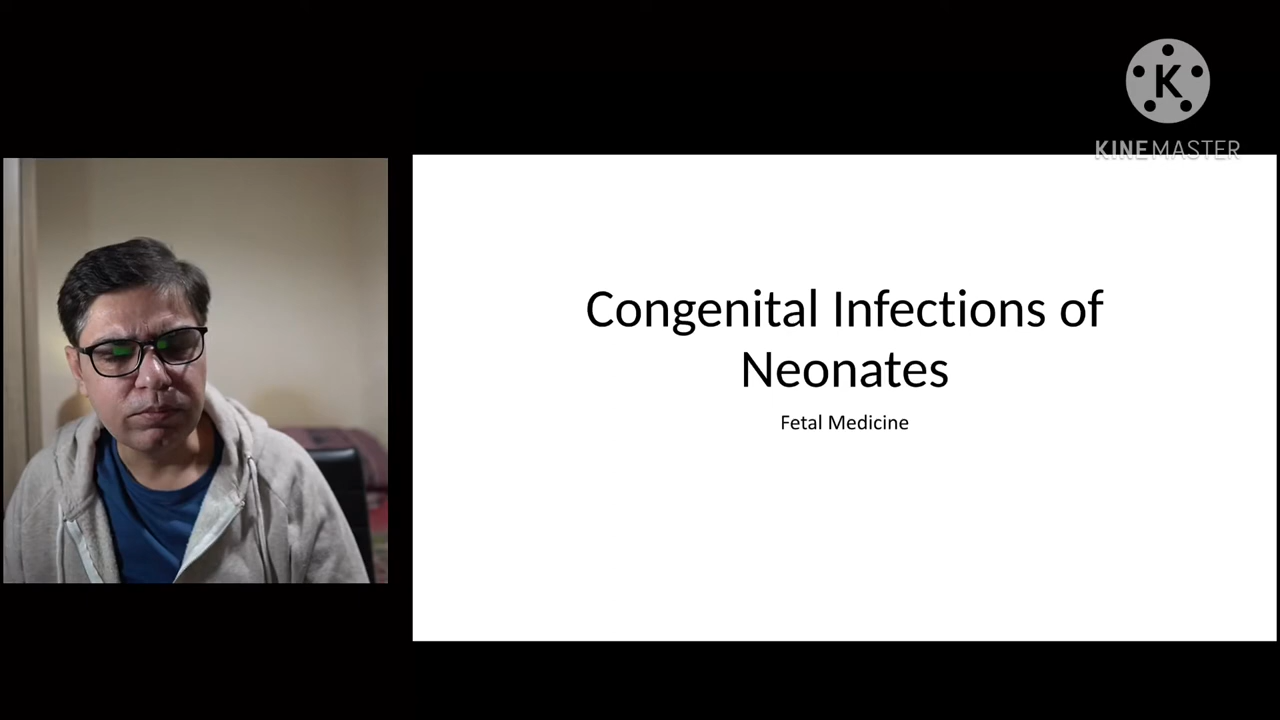 K
KINEMASTER
Congenital Infections of
Neonates
Fetal Medicine